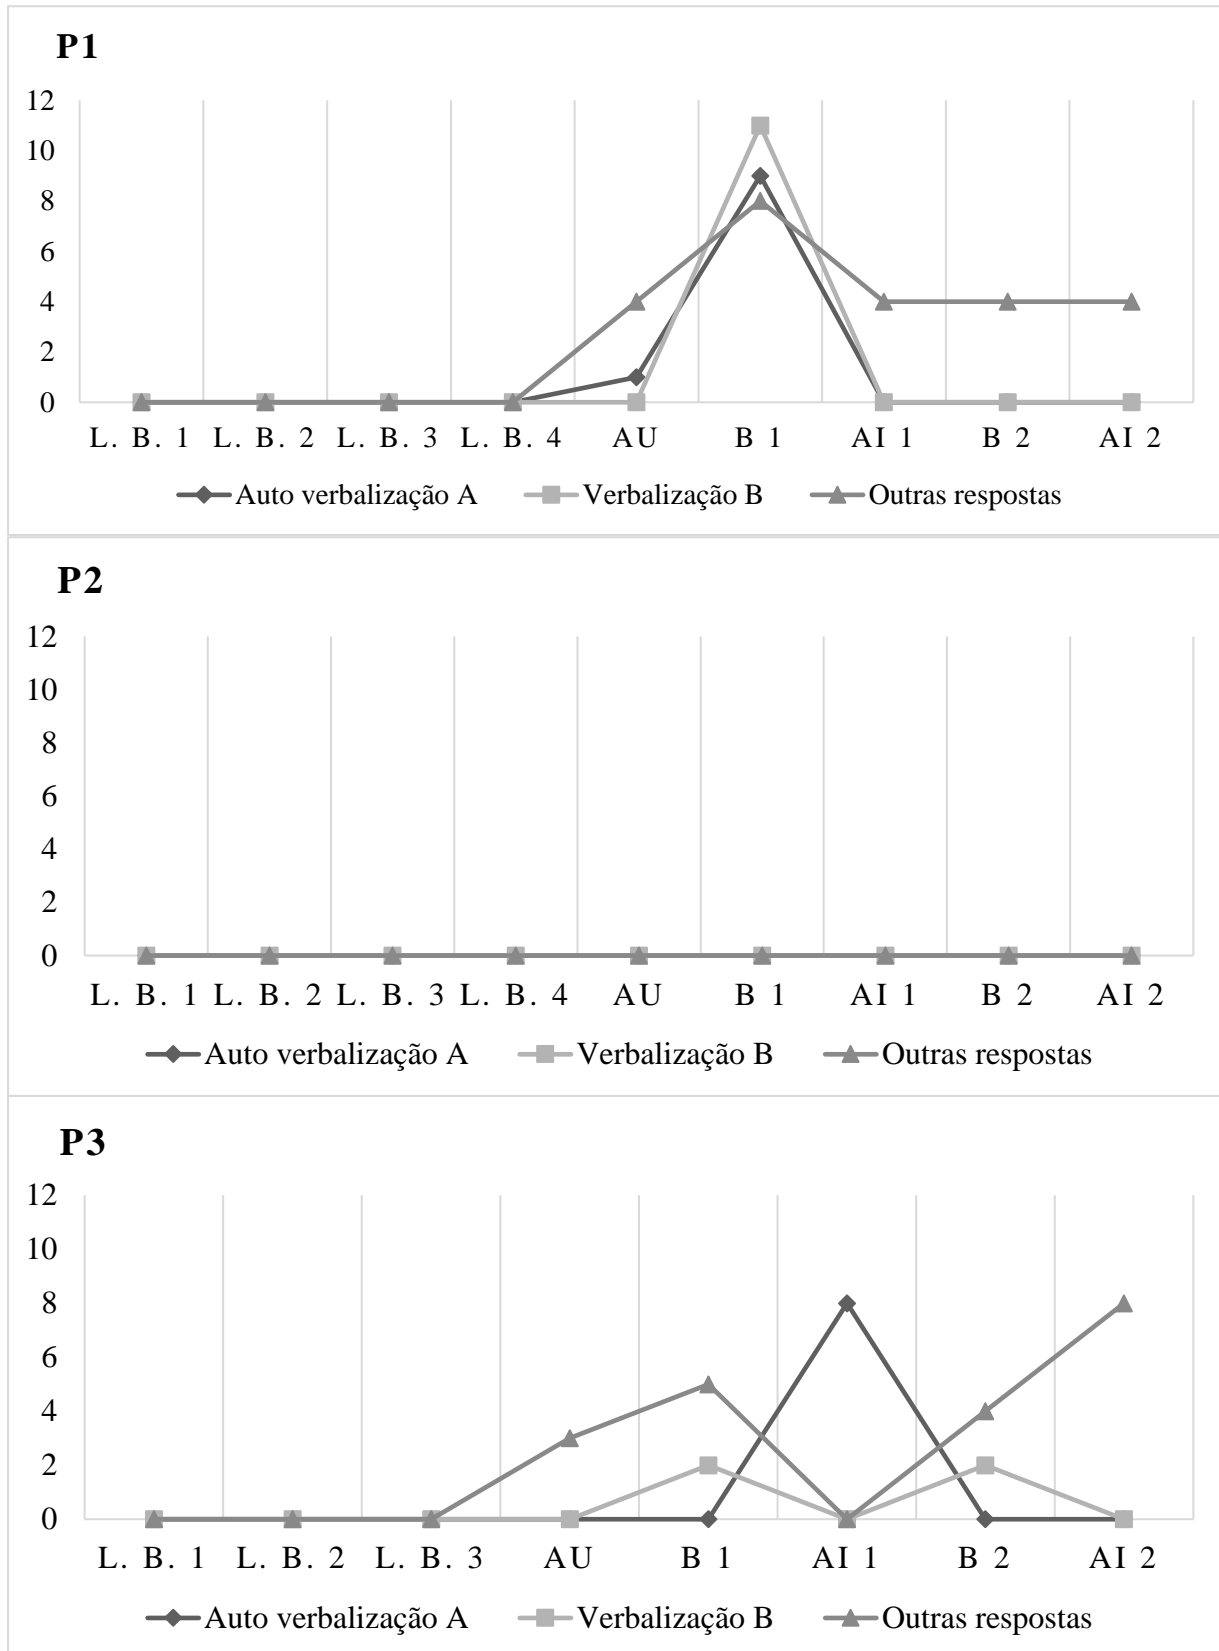 P1
12
10
8
6
4
2
0
L. B. 1 L. B. 2 L. B. 3 L. B. 4 AU B 1 AI 1 B 2 AI 2
Auto verbalização A Verbalização B Outras respostas
P2
12
10
8
6
4
2
0
L. B. 1 L. B. 2 L. B. 3 L. B. 4 AU B 1 AI 1 B 2 AI 2
Auto verbalização A Verbalização B Outras respostas
P3
12
10
8
6
4
2
0
L. B. 1 L. B. 2 L. B. 3 AU B 1 AI 1 B 2 AI 2
Auto verbalização A Verbalização B Outras respostas